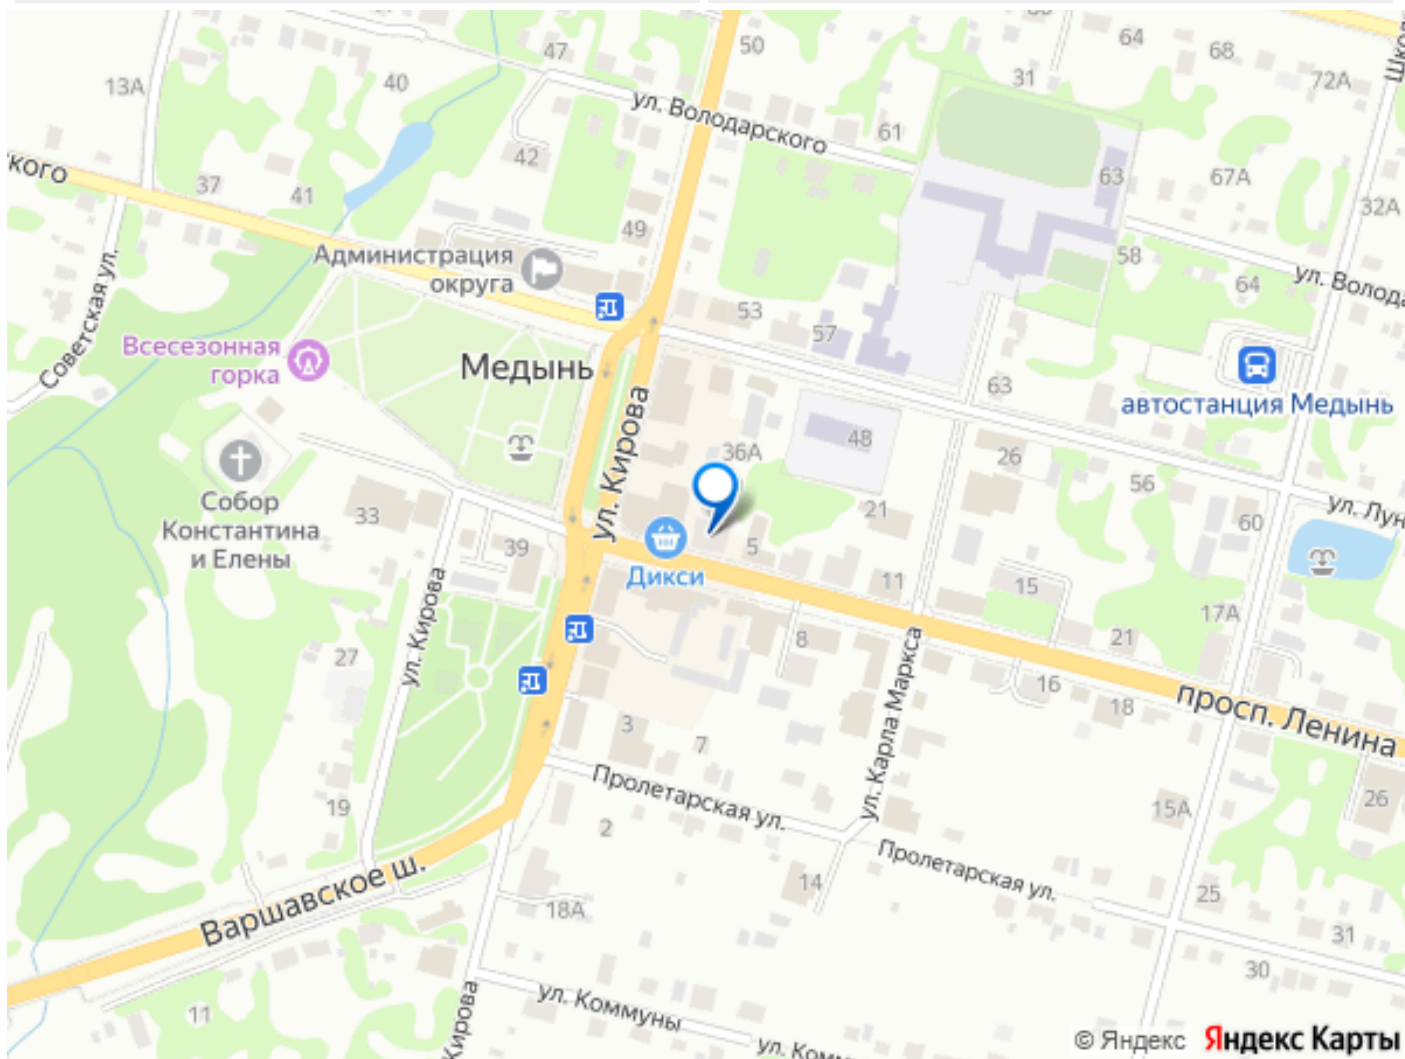 47
50
64
68
72А
Школ
13А
40
31
ул. Володарского
61
42
63
67А
32А
ского
37
41
49
58
Администрация
округа
64
ул. Волода
Советская ул.
53
57
Всесезонная
горка
Медынь
63
автостанция Медынь
ул. Кирова
36А
48
26
56
Собор
Константина
и Елены
33
39
21
60
ул. Лун
Дикси
5
11
15
17А
ул. Кирова
27
8
21
ул. Карла Маркса
16
18
просп. Ленина
3
7
Пролетарская ул.
19
2
15А
26
Пролетарская ул.
Варшавское ш.
14
18А
25
31
30
11
Кирова
ул. Коммуны
ул. Комм
© Яндекс Яндекс Карты